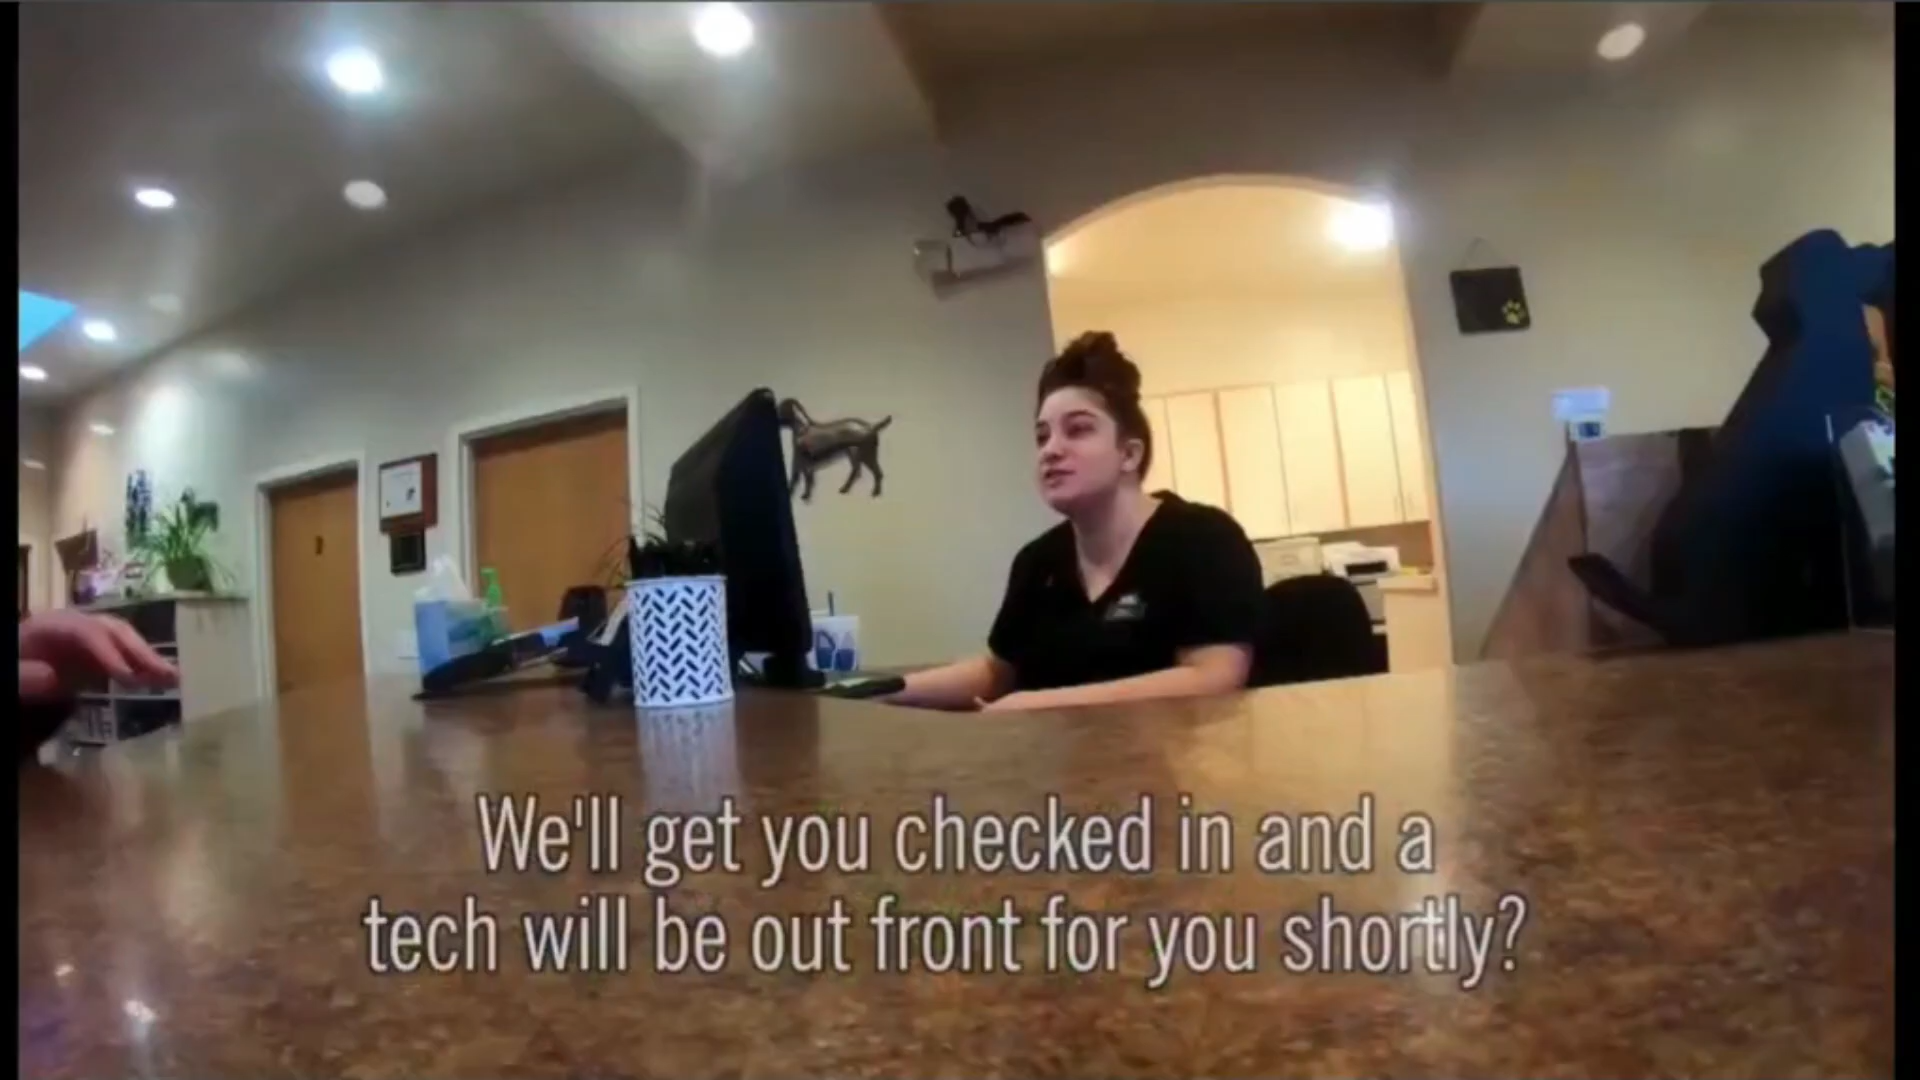 We'll get you checked in and a
tech will be out front for you shortly?